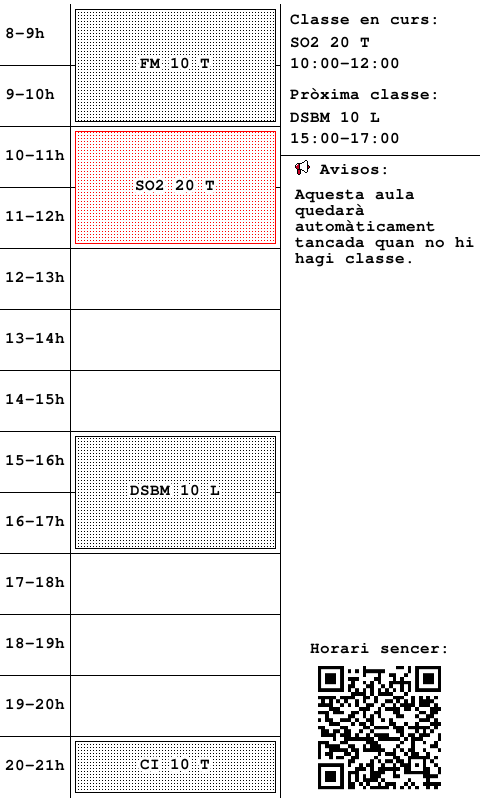 8-9h
FM 10 T
9-10h
10-11h
SO2 20 T
11-12h
12-13h
13-14h
14-15h
15-16h
DSBM 10 L
16-17h
17-18h
18-19h
19-20h
20-21h
CI 10 T
Classe en curs:
SO2 20 T
10:00-12:00
Pròxima classe:
DSBM 10 L
15:00-17:00
Avisos:
Aquesta aula
quedarà
automàticament
tancada quan no hi
hagi classe.
Horari sencer: